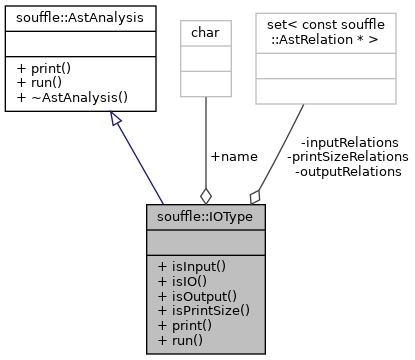 souffle::AstAnalysis
+ print()
+ run()
+ ~AstAnalysis()
char
set< const souffle
::AstRelation * >
+name
-inputRelations
-printSizeRelations
-outputRelations
souffle::IOType
+ isInput()
+ isIO()
+ isOutput()
+ isPrintSize()
+ print()
+ run()